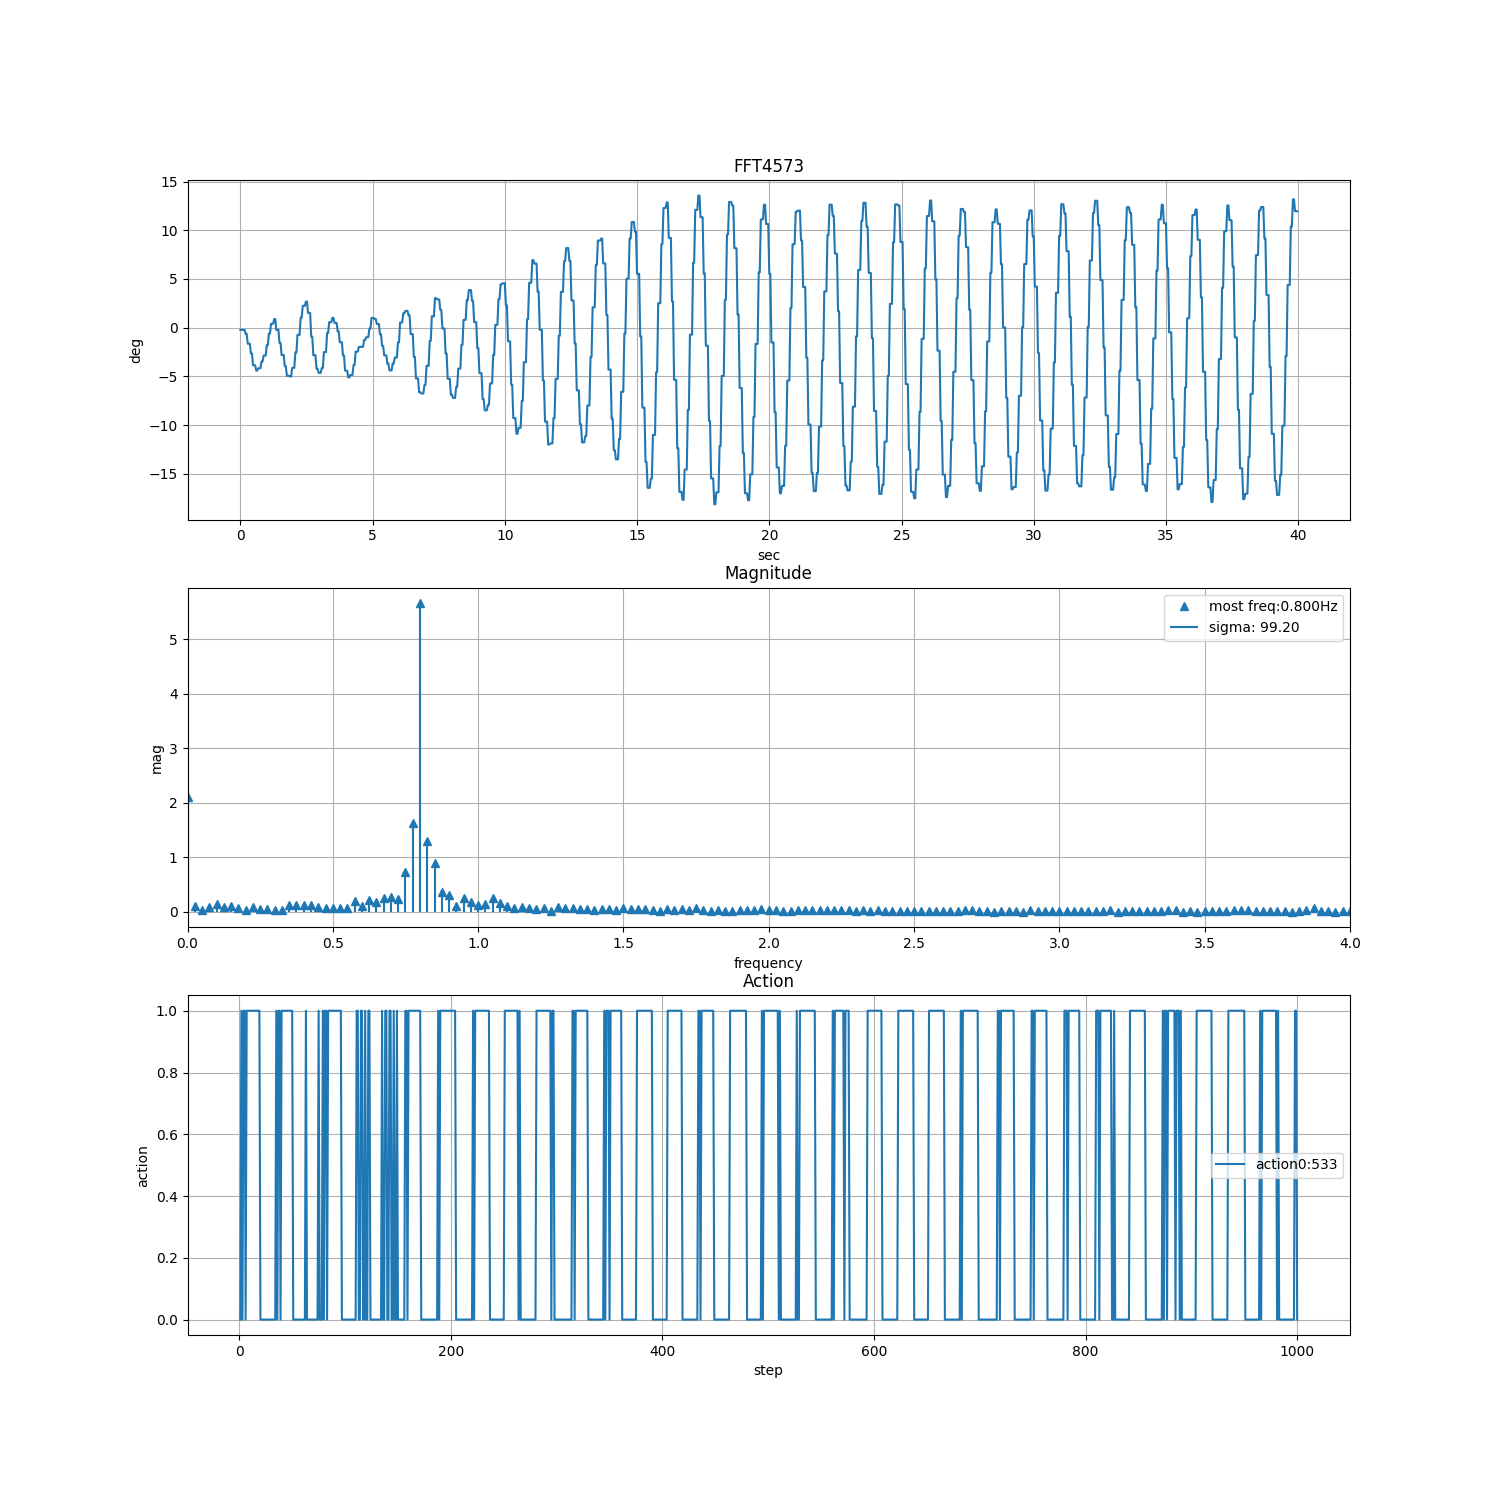 FFT4573
15
10
5
0
−5
−10
−15
deg
0 5 10 15 20 25 30 35 40
sec
Magnitude
most freq:0.800Hz
sigma: 99.20
5
4
3
2
1
0
mag
0.0 0.5 1.0 1.5 2.0 2.5 3.0 3.5 4.0
frequency
Action
1.0
0.8
0.6
0.4
0.2
0.0
action
action0:533
0 200 400 600 800 1000
step